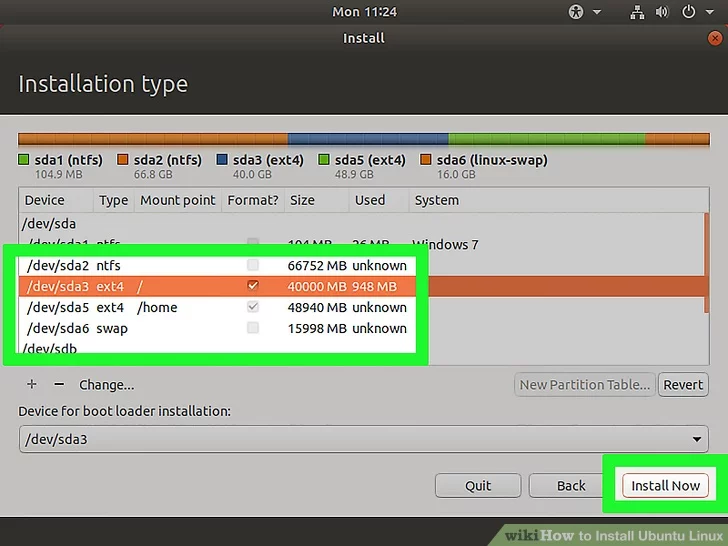 Mon 11:24
Install
Installation type
sda1 (ntfs) sda2 (ntfs) sda3 (ext4) sda5 (ext4) sda6 (linux-swap)
104.9 MB 66.8 GB 40.0 GB 48.9 GB 16.0 GB
Device Type Mount point Format? Size Used System
/dev/sda
/dev/sda1 ntfs 104 MB 26 MB Windows 7
/dev/sda2 ntfs 66752 MB unknown
/dev/sda3 ext4 / 40000 MB 948 MB
/dev/sda5 ext4 /home 48940 MB unknown
/dev/sda6 swap 15998 MB unknown
/dev/sdb
+ − Change... New Partition Table... Revert
Device for boot loader installation:
/dev/sda3
Quit Back Install Now
wikiHow to Install Ubuntu Linux